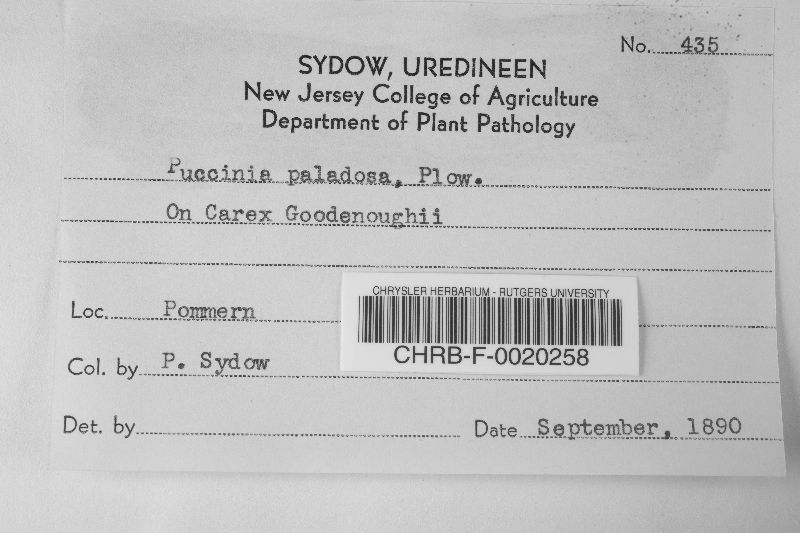 No. 435
SYDOW, UREDINEEN
New Jersey College of Agriculture
Department of Plant Pathology
Puccinia paladosa, Plow.
On Carex Goodenoughii
Loc. Pommern
CHRYSLER HERBARIUM - RUTGERS UNIVERSITY
CHRB-F-0020258
Col. by P. Sydow
Det. by
Date September, 1890